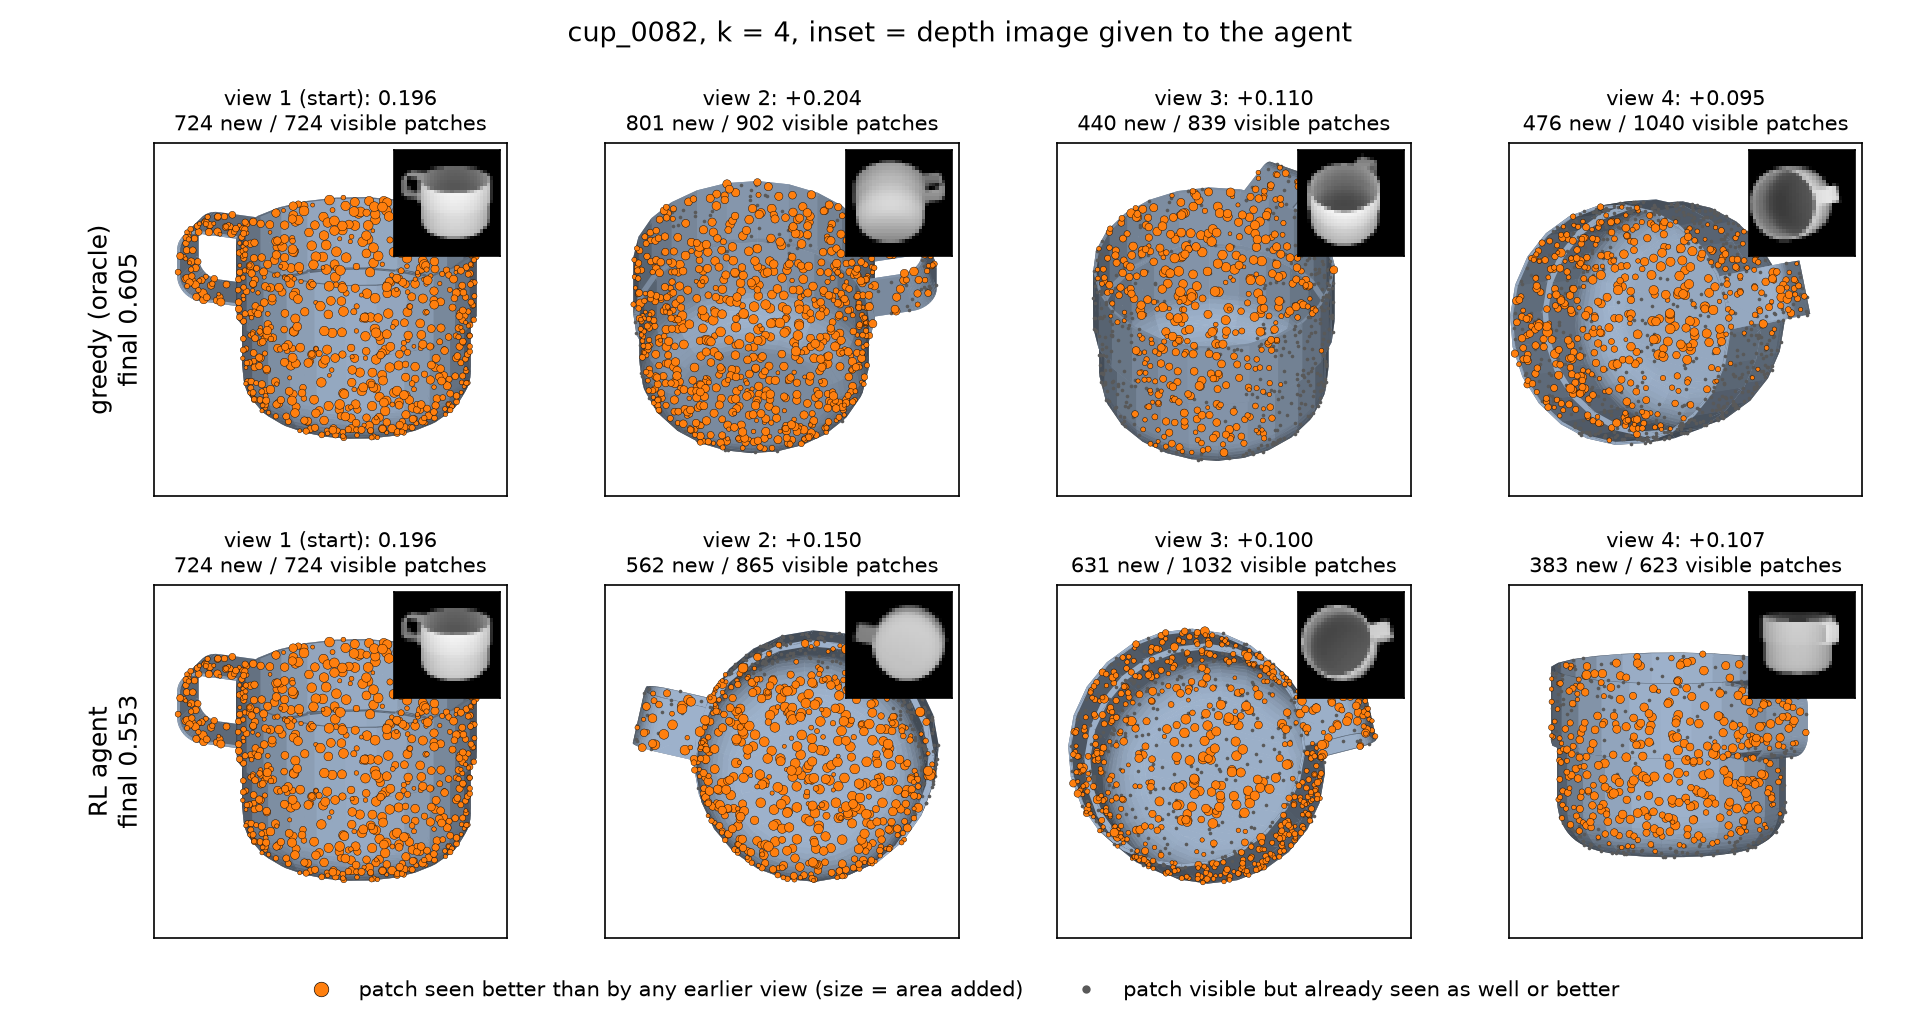 cup_0082, k = 4, inset = depth image given to the agent
greedy (oracle)
final 0.605
view 1 (start): 0.196
724 new / 724 visible patches
view 2: +0.204
801 new / 902 visible patches
view 3: +0.110
440 new / 839 visible patches
view 4: +0.095
476 new / 1040 visible patches
RL agent
final 0.553
view 1 (start): 0.196
724 new / 724 visible patches
view 2: +0.150
562 new / 865 visible patches
view 3: +0.100
631 new / 1032 visible patches
view 4: +0.107
383 new / 623 visible patches
patch seen better than by any earlier view (size = area added)
patch visible but already seen as well or better